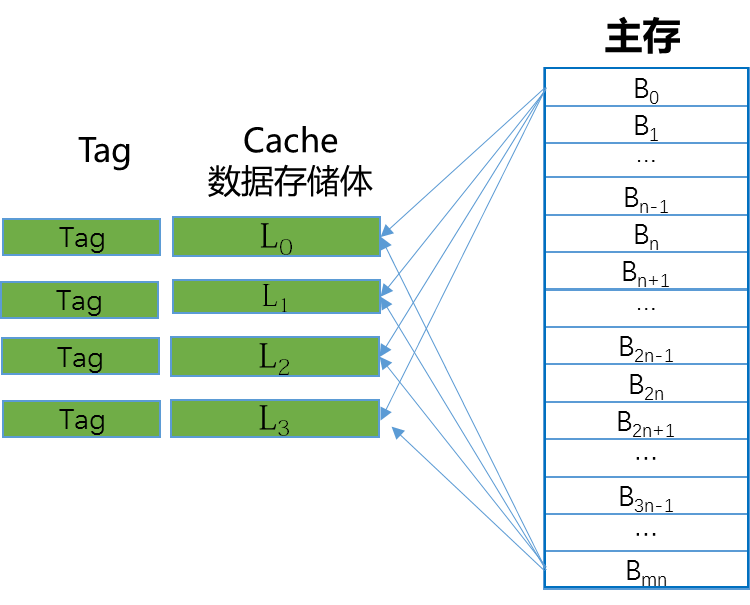 主存
Tag
Cache
数据存储体
Tag L0
Tag L1
Tag L2
Tag L3
B0
B1
...
Bn-1
Bn
Bn+1
...
B2n-1
B2n
B2n+1
...
B3n-1
...
Bmn